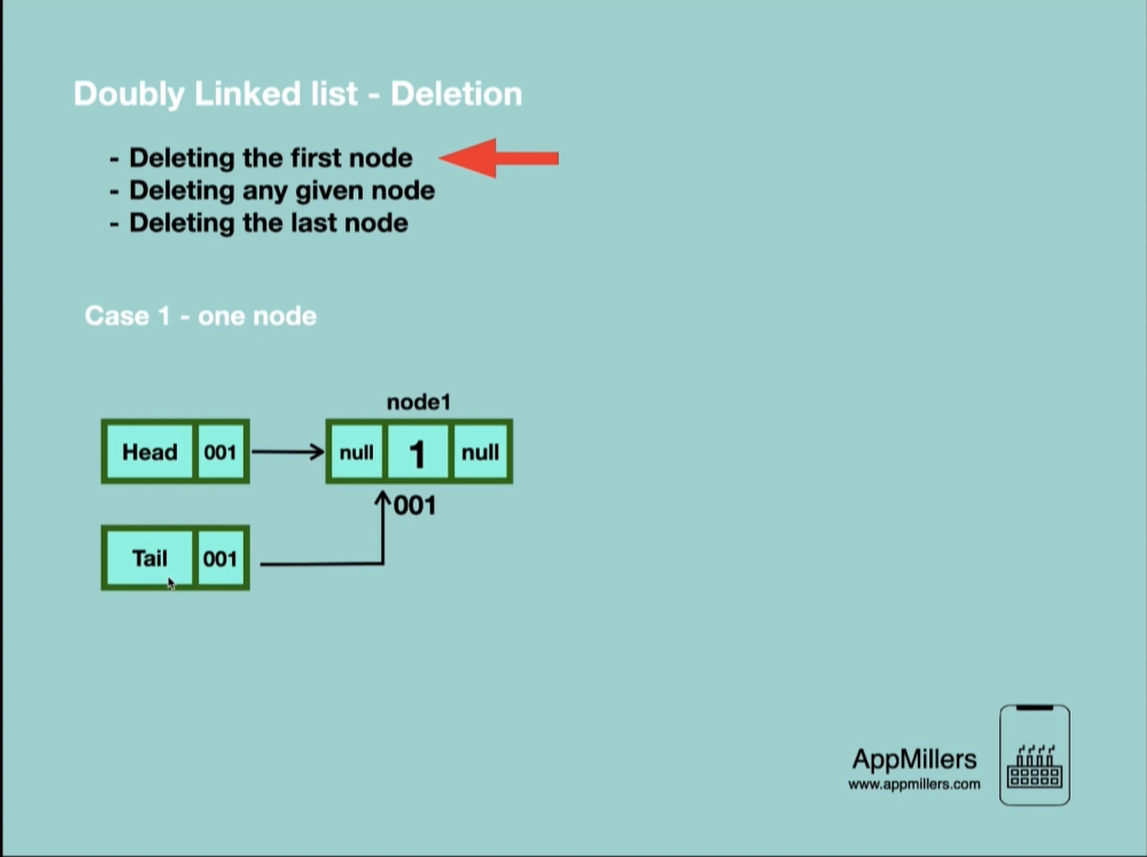 Doubly Linked list - Deletion
- Deleting the first node
- Deleting any given node
- Deleting the last node
Case 1 - one node
node1
Head 001 null 1 null
001
Tail 001
AppMillers
www.appmillers.com